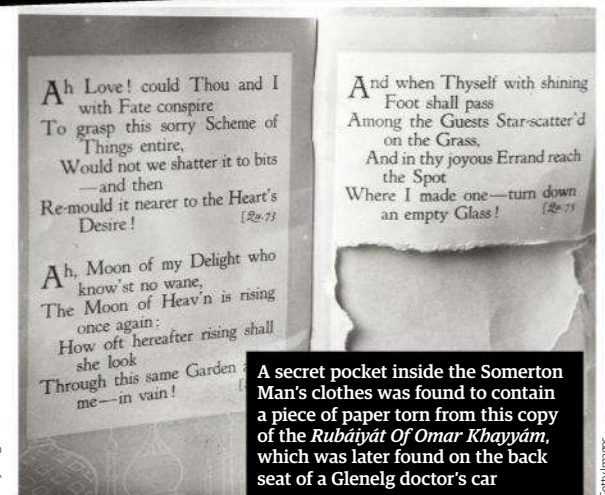 Ah Love! could Thou and I
with Fate conspire
To grasp this sorry Scheme of
Things entire,
Would not we shatter it to bits
—and then
Re-mould it nearer to the Heart's
Desire!
Ah, Moon of my Delight who
know'st no wane,
The Moon of Heav'n is rising
once again:
How oft hereafter rising shall
she look
Through this same Garden
me—in vain!
And when Thyself with shining
Foot shall pass
Among the Guests Star-scatter'd
on the Grass,
And in thy joyous Errand reach
the Spot
Where I made one—turn down
an empty Glass!
A secret pocket inside the Somerton
Man's clothes was found to contain
a piece of paper torn from this copy
of the Rubáiyát Of Omar Khayyám,
which was later found on the back
seat of a Glenelg doctor's car
Getty Images